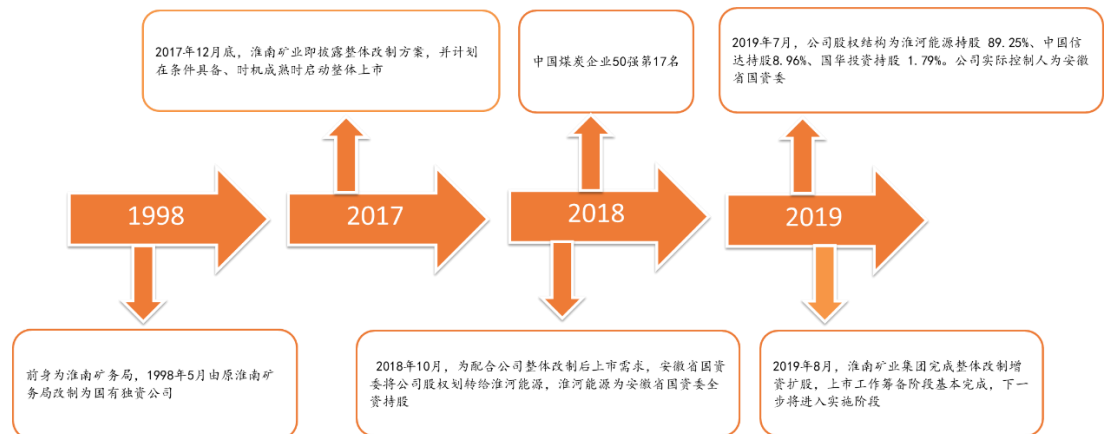 2017年12月底，淮南矿业即披露整体改制方案，并计划
在条件具备、时机成熟时启动整体上市
中国煤炭企业50强第17名
2019年7月，公司股权结构为淮河能源持股 89.25%、中国信
达持股8.96%、国华投资持股 1.79%。公司实际控制人为安徽
省国资委
1998
2017
2018
2019
前身为淮南矿务局，1998年5月由原淮南矿
务局改制为国有独资公司
2018年10月，为配合公司整体改制后上市需求，安徽省国资
委将公司股权划转给淮河能源，淮河能源为安徽省国资委全
资持股
2019年8月，淮南矿业集团完成整体改制增
资扩股，上市工作筹备阶段基本完成，下一
步将进入实施阶段